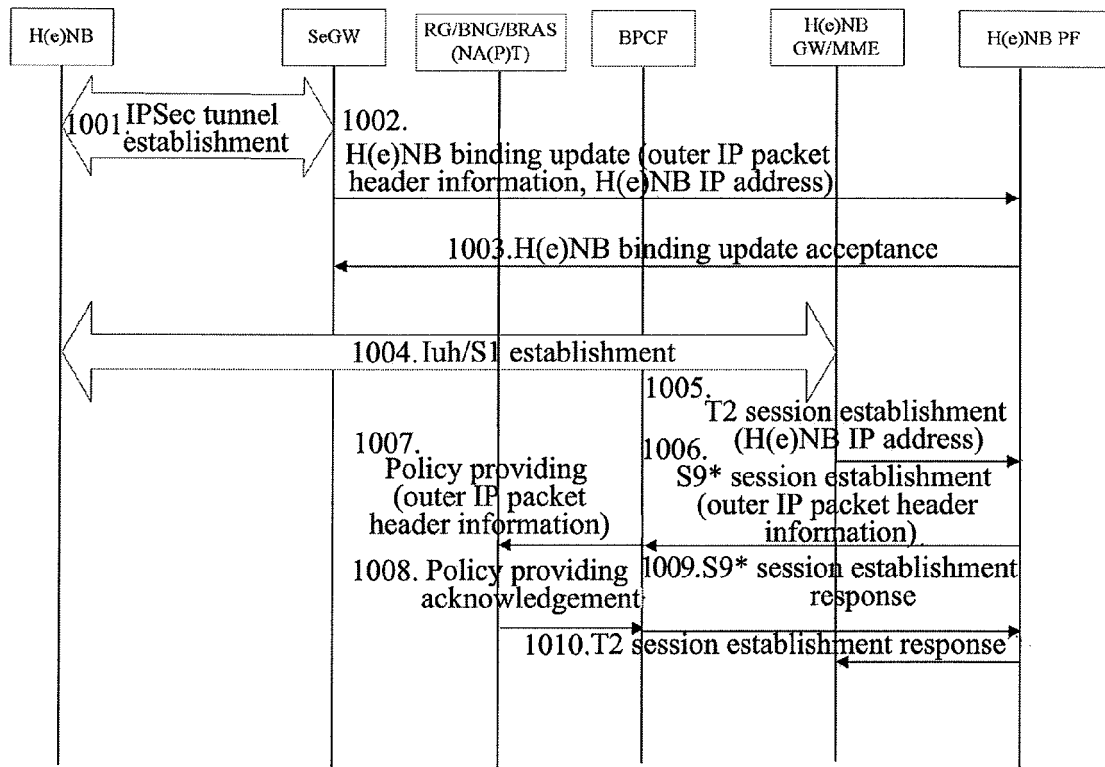 H(e)NB
SeGW
RG/BNG/BRAS
(NA(P)T)
BPCF
H(e)NB
GW/MME
H(e)NB PF
1001.
IPSec tunnel
establishment
1002.
H(e)NB binding update (outer IP packet
header information, H(e)NB IP address)
1003.H(e)NB binding update acceptance
1004. Iuh/S1 establishment
1005.
T2 session establishment
(H(e)NB IP address)
1006.
S9* session establishment
(outer IP packet header
information)
1007.
Policy providing
(outer IP packet
header information)
1008. Policy providing
acknowledgement
1009.S9* session establishment
response
1010.T2 session establishment response